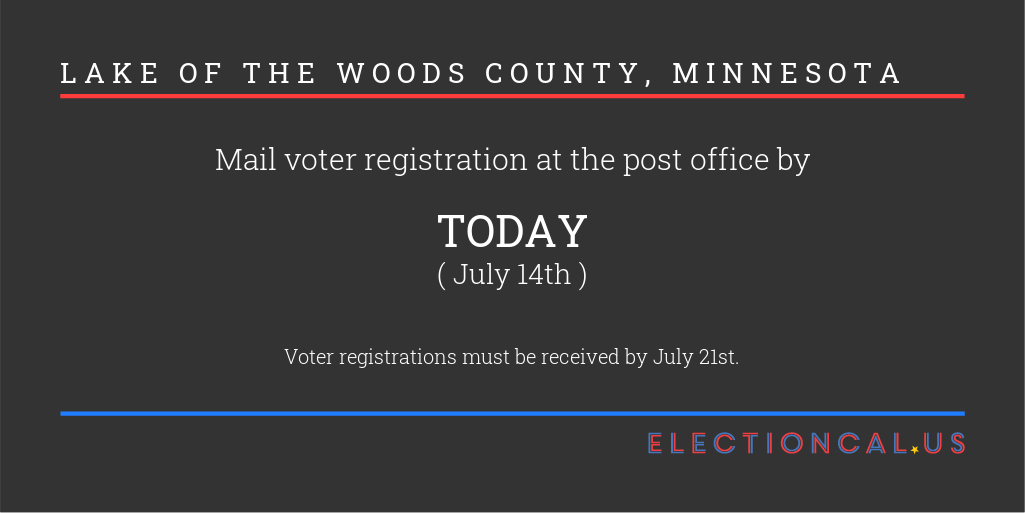 LAKE OF THE WOODS COUNTY, MINNESOTA
Mail voter registration at the post office by
TODAY
( July 14th )
Voter registrations must be received by July 21st.
ELECTIONCAL.US